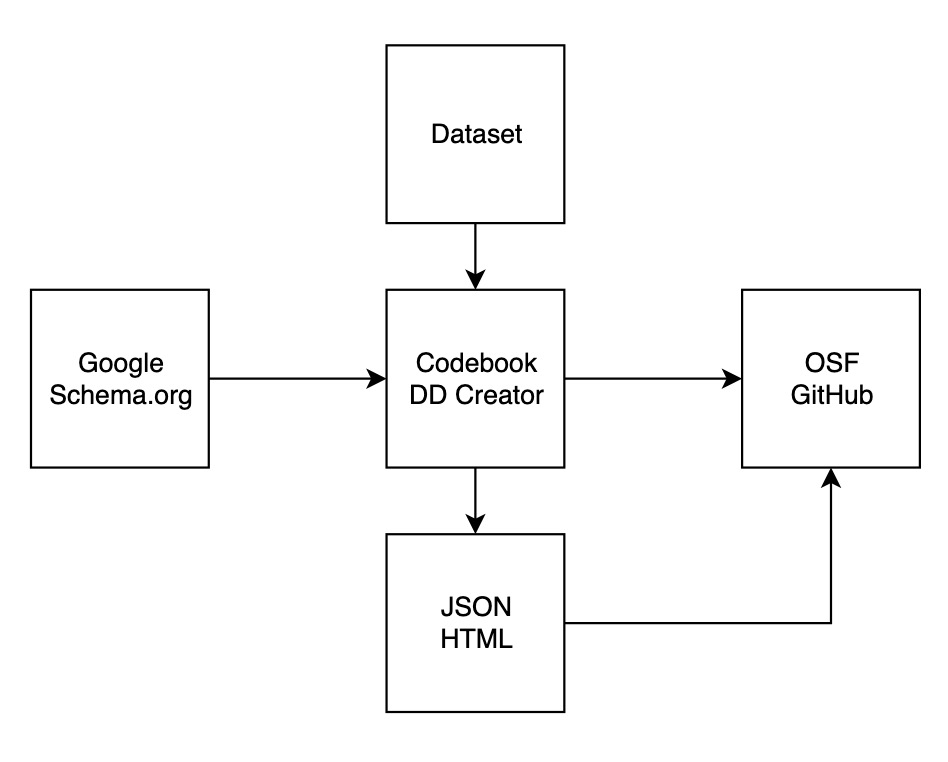 Dataset
Google
Schema.org
Codebook
DD Creator
OSF
GitHub
JSON
HTML